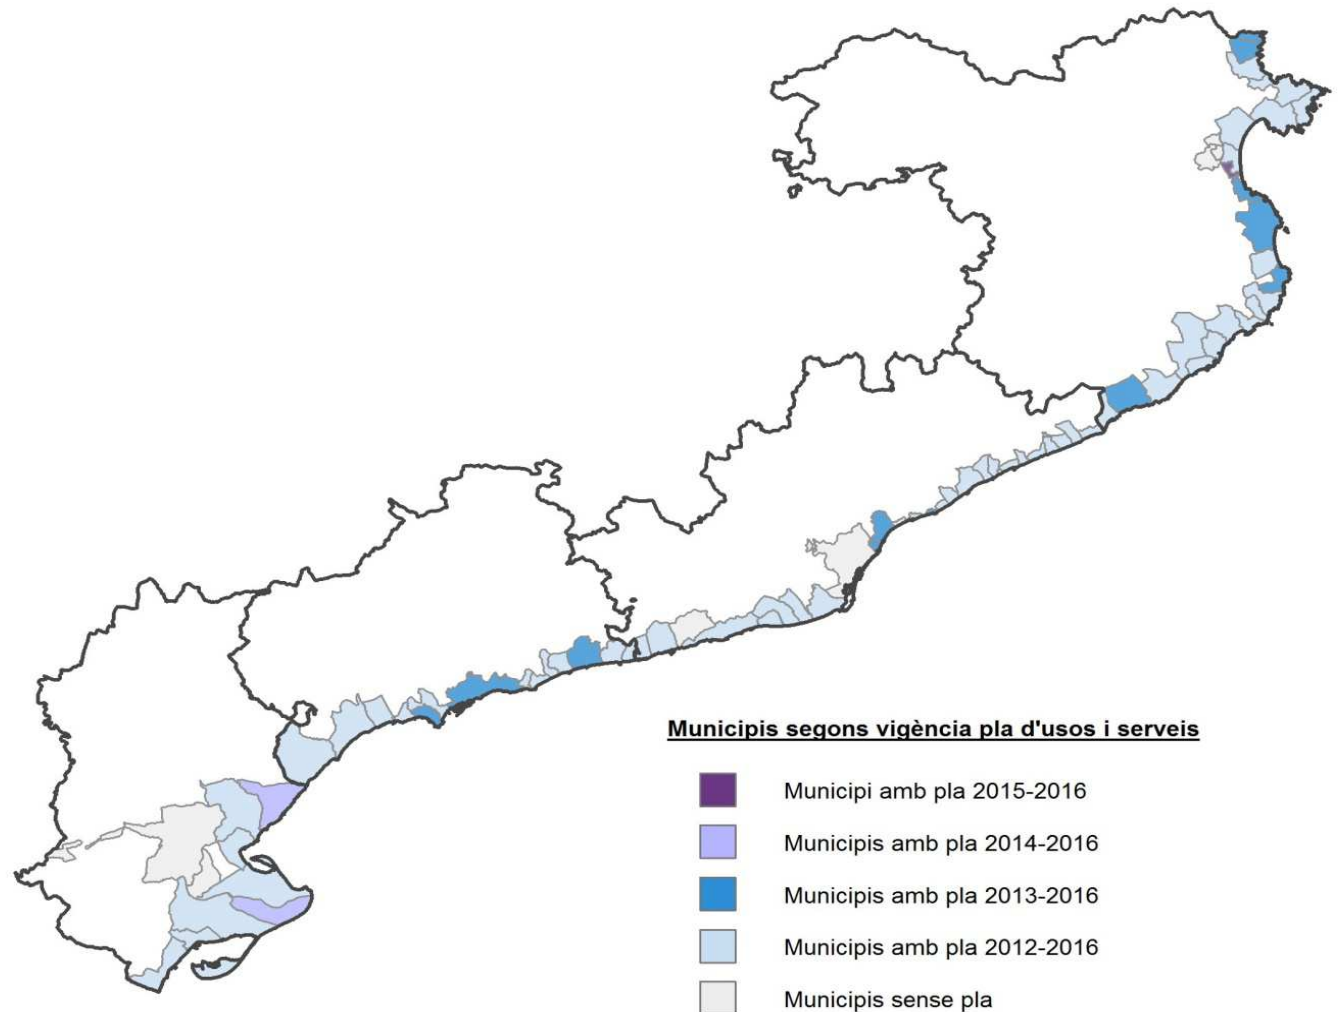 Municipis segons vigència pla d'usos i serveis
Municipi amb pla 2015-2016
Municipis amb pla 2014-2016
Municipis amb pla 2013-2016
Municipis amb pla 2012-2016
Municipis sense pla